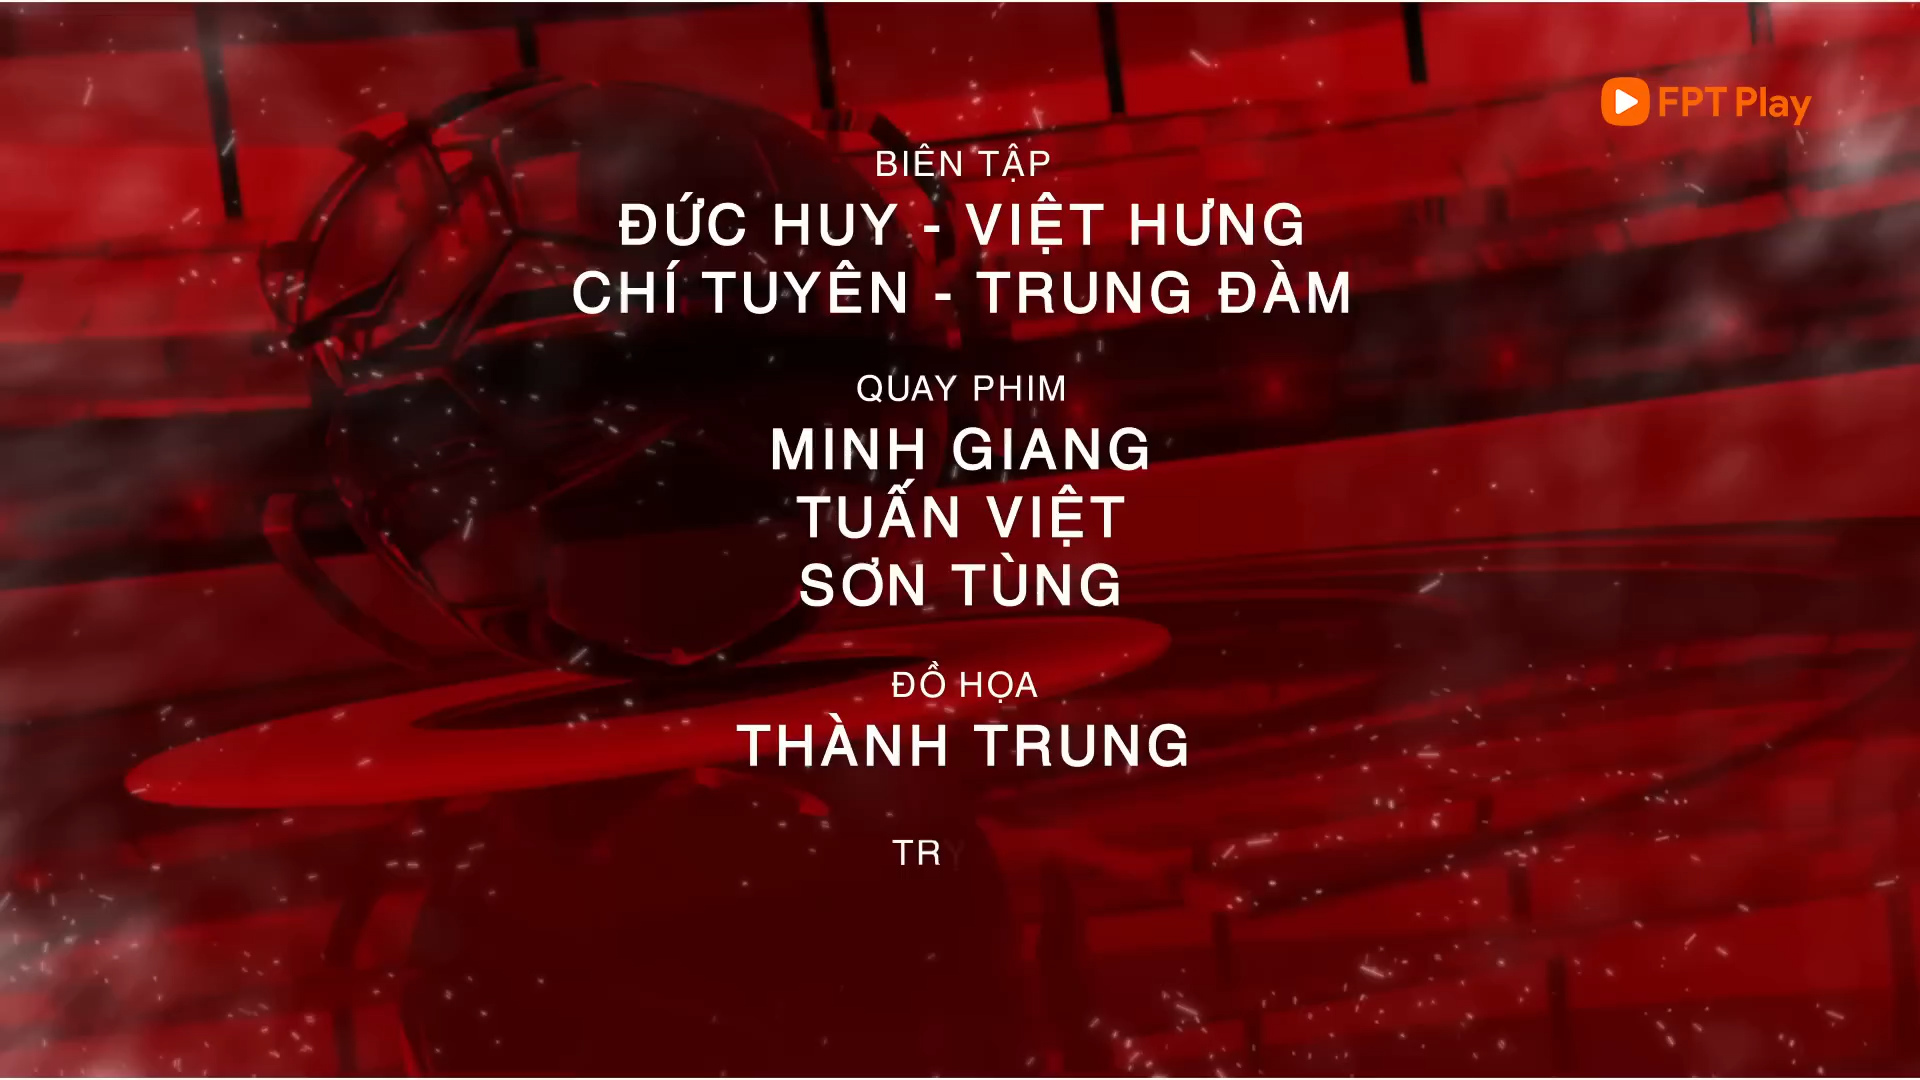 FPT Play
BIÊN TẬP
ĐỨC HUY - VIỆT HƯNG
CHÍ TUYÊN - TRUNG ĐÀM
QUAY PHIM
MINH GIANG
TUẤN VIỆT
SƠN TÙNG
ĐỒ HỌA
THÀNH TRUNG